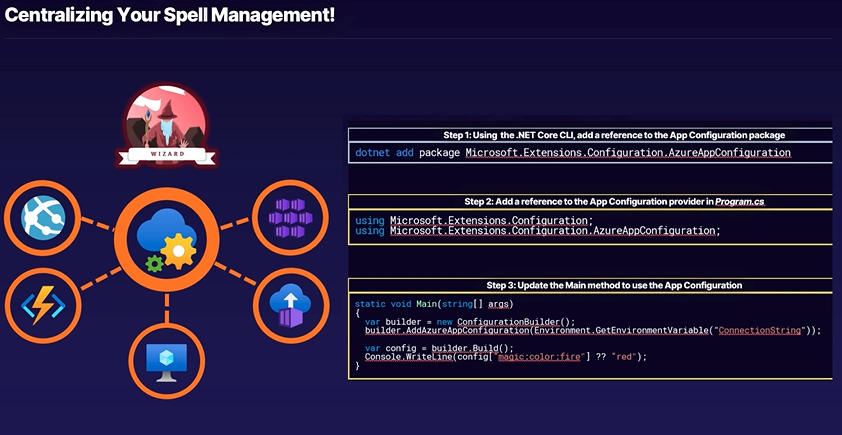 Centralizing Your Spell Management!
WIZARD
Step 1: Using the .NET Core CLI, add a reference to the App Configuration package
dotnet add package Microsoft.Extensions.Configuration.AzureAppConfiguration
Step 2: Add a reference to the App Configuration provider in Program.cs
using Microsoft.Extensions.Configuration;
using Microsoft.Extensions.Configuration.AzureAppConfiguration;
Step 3: Update the Main method to use the App Configuration
static void Main(string[] args)
{
var builder = new ConfigurationBuilder();
builder.AddAzureAppConfiguration(Environment.GetEnvironmentVariable("ConnectionString"));
var config = builder.Build();
Console.WriteLine(config["magic:color:fire"] ?? "red");
}